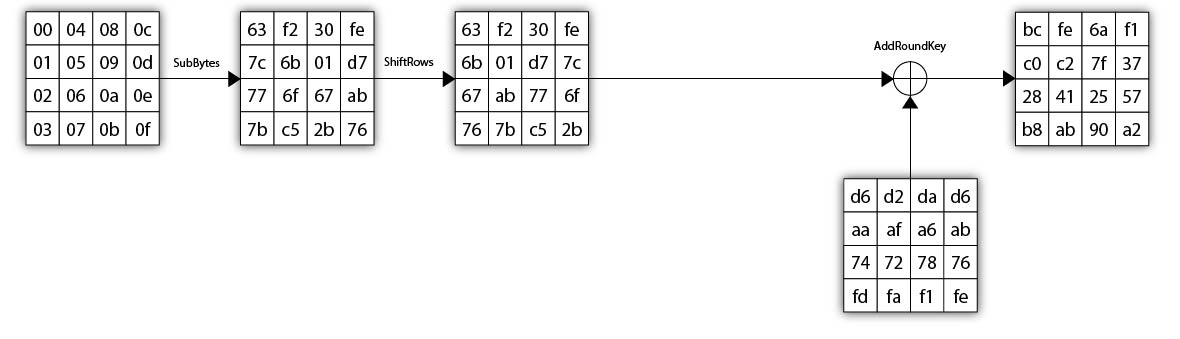 00 04 08 0c
01 05 09 0d
02 06 0a 0e
03 07 0b 0f
SubBytes
63 f2 30 fe
7c 6b 01 d7
77 6f 67 ab
7b c5 2b 76
ShiftRows
63 f2 30 fe
6b 01 d7 7c
67 ab 77 6f
76 7b c5 2b
AddRoundKey
d6 d2 da d6
aa af a6 ab
74 72 78 76
fd fa f1 fe
bc fe 6a f1
c0 c2 7f 37
28 41 25 57
b8 ab 90 a2